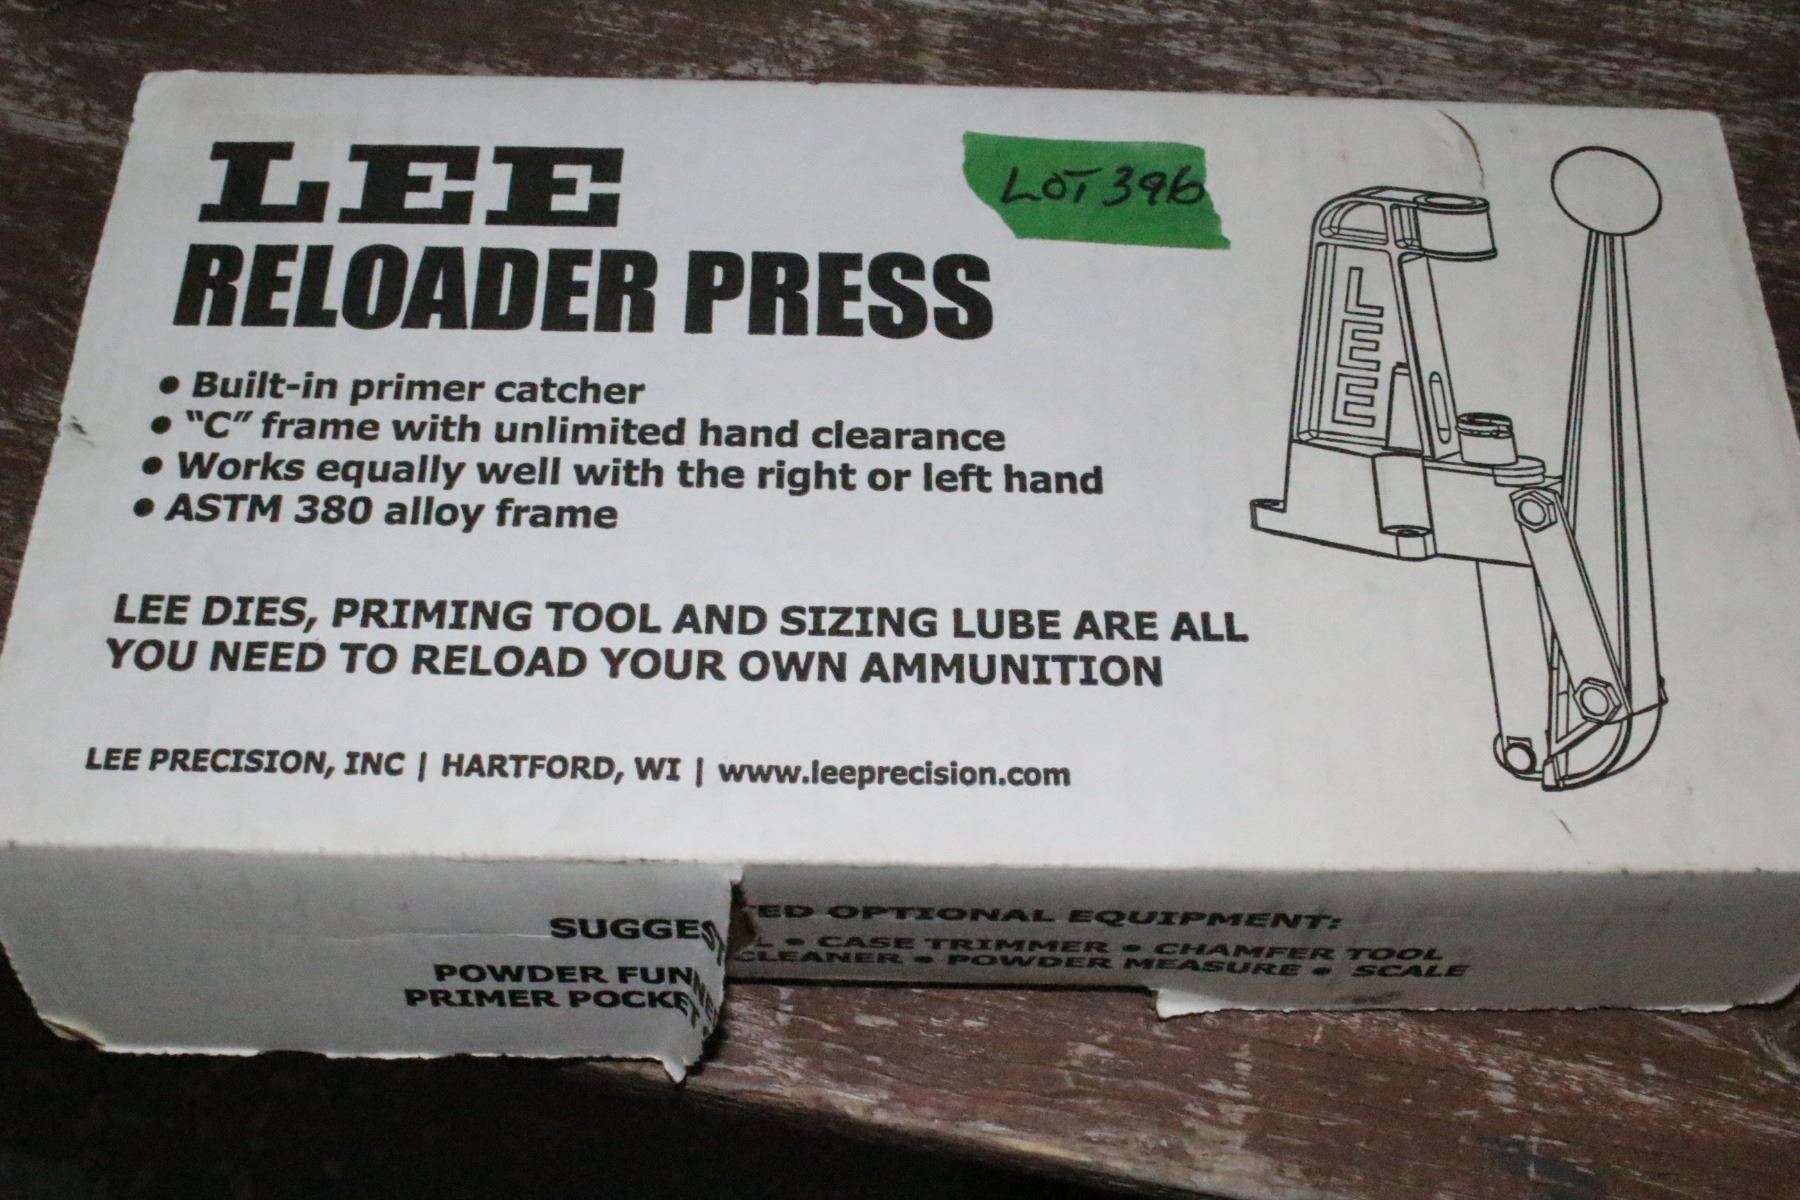 LEE
RELOADER PRESS
LOT 396
• Built-in primer catcher
• "C" frame with unlimited hand clearance
• Works equally well with the right or left hand
• ASTM 380 alloy frame
LEE DIES, PRIMING TOOL AND SIZING LUBE ARE ALL
YOU NEED TO RELOAD YOUR OWN AMMUNITION
LEE PRECISION, INC | HARTFORD, WI | www.leeprecision.com
LEE
SUGGESTED OPTIONAL EQUIPMENT:
POWDER FUNNEL • CASE TRIMMER • CHAMFER TOOL
PRIMER POCKET CLEANER • POWDER MEASURE • SCALE